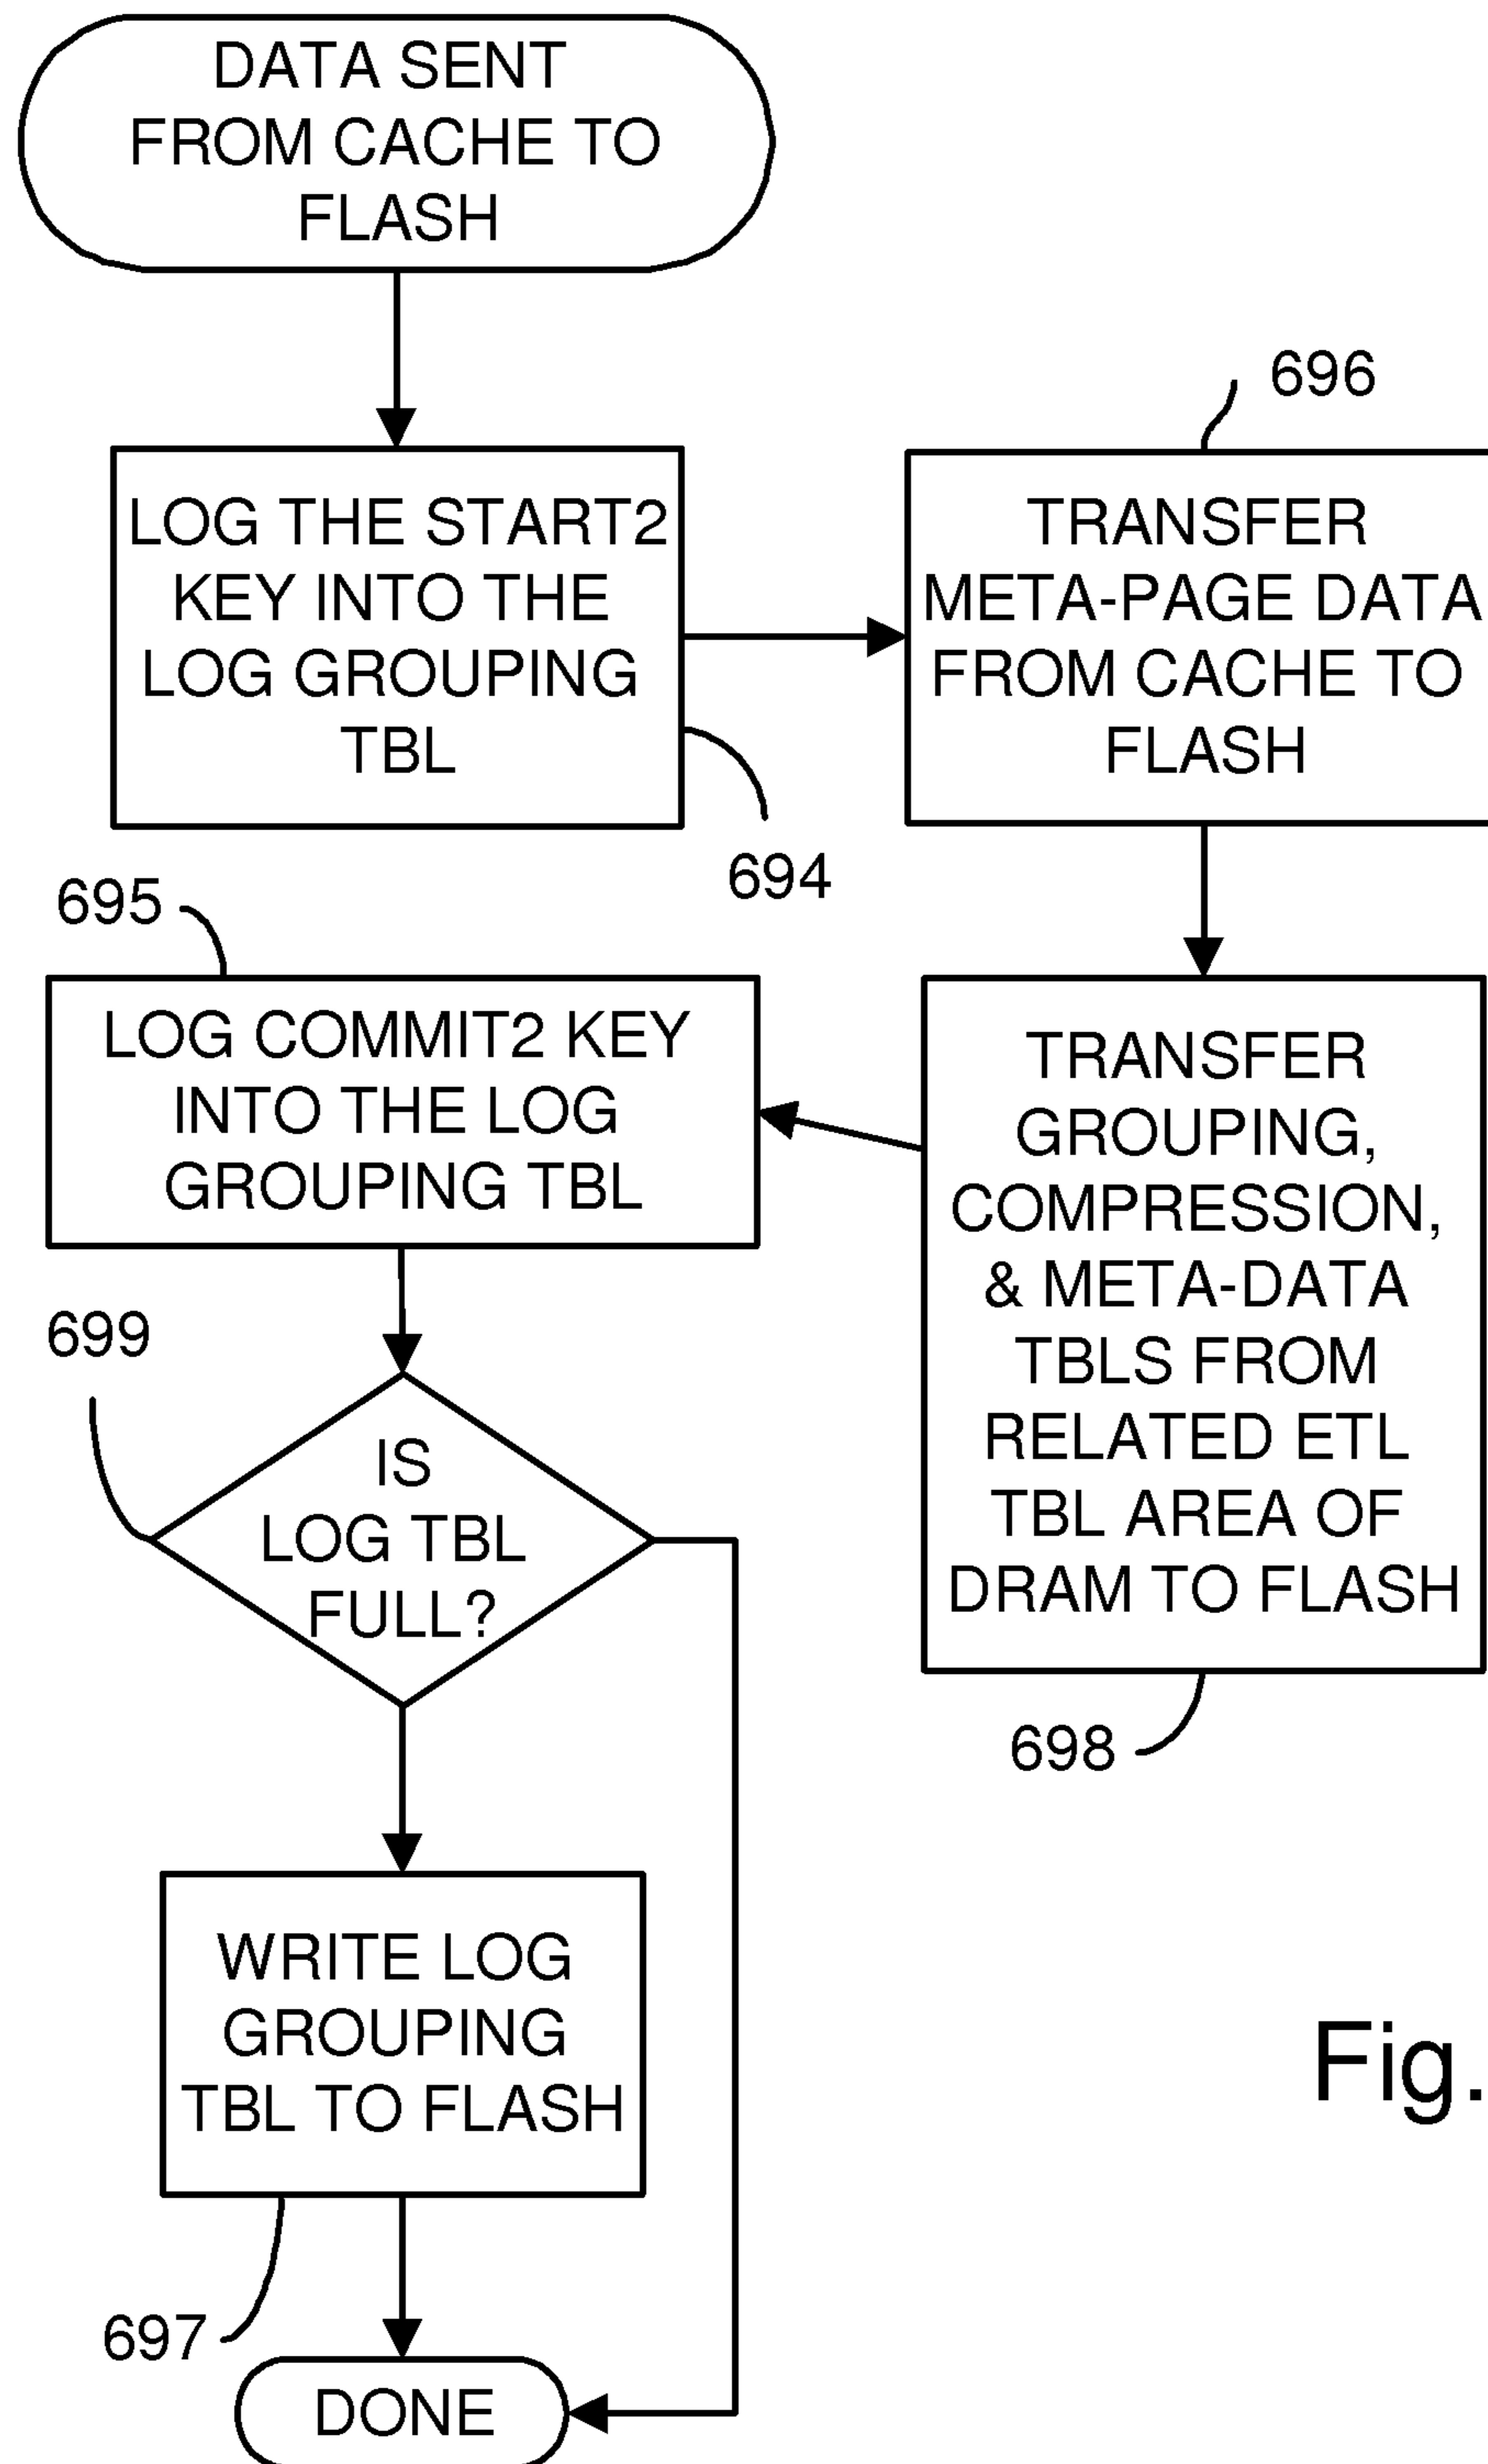 DATA SENT
FROM CACHE TO
FLASH
696
LOG THE START2
KEY INTO THE
LOG GROUPING
TBL
TRANSFER
META-PAGE DATA
FROM CACHE TO
FLASH
694
695
LOG COMMIT2 KEY
INTO THE LOG
GROUPING TBL
TRANSFER
GROUPING,
COMPRESSION,
& META-DATA
TBLS FROM
RELATED ETL
TBL AREA OF
DRAM TO FLASH
699
IS
LOG TBL
FULL?
698
WRITE LOG
GROUPING
TBL TO FLASH
Fig.
697
DONE